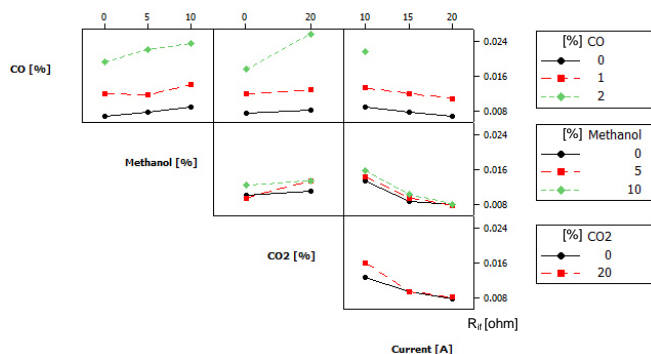 0 5 10 0 20 10 15 20
CO [%]
0.024
0.016
0.008
[%] CO
0
1
2
Methanol [%]
0.024
0.016
0.008
[%] Methanol
0
5
10
CO2 [%]
0.024
0.016
0.008
[%] CO2
0
20
Rif [ohm]
Current [A]